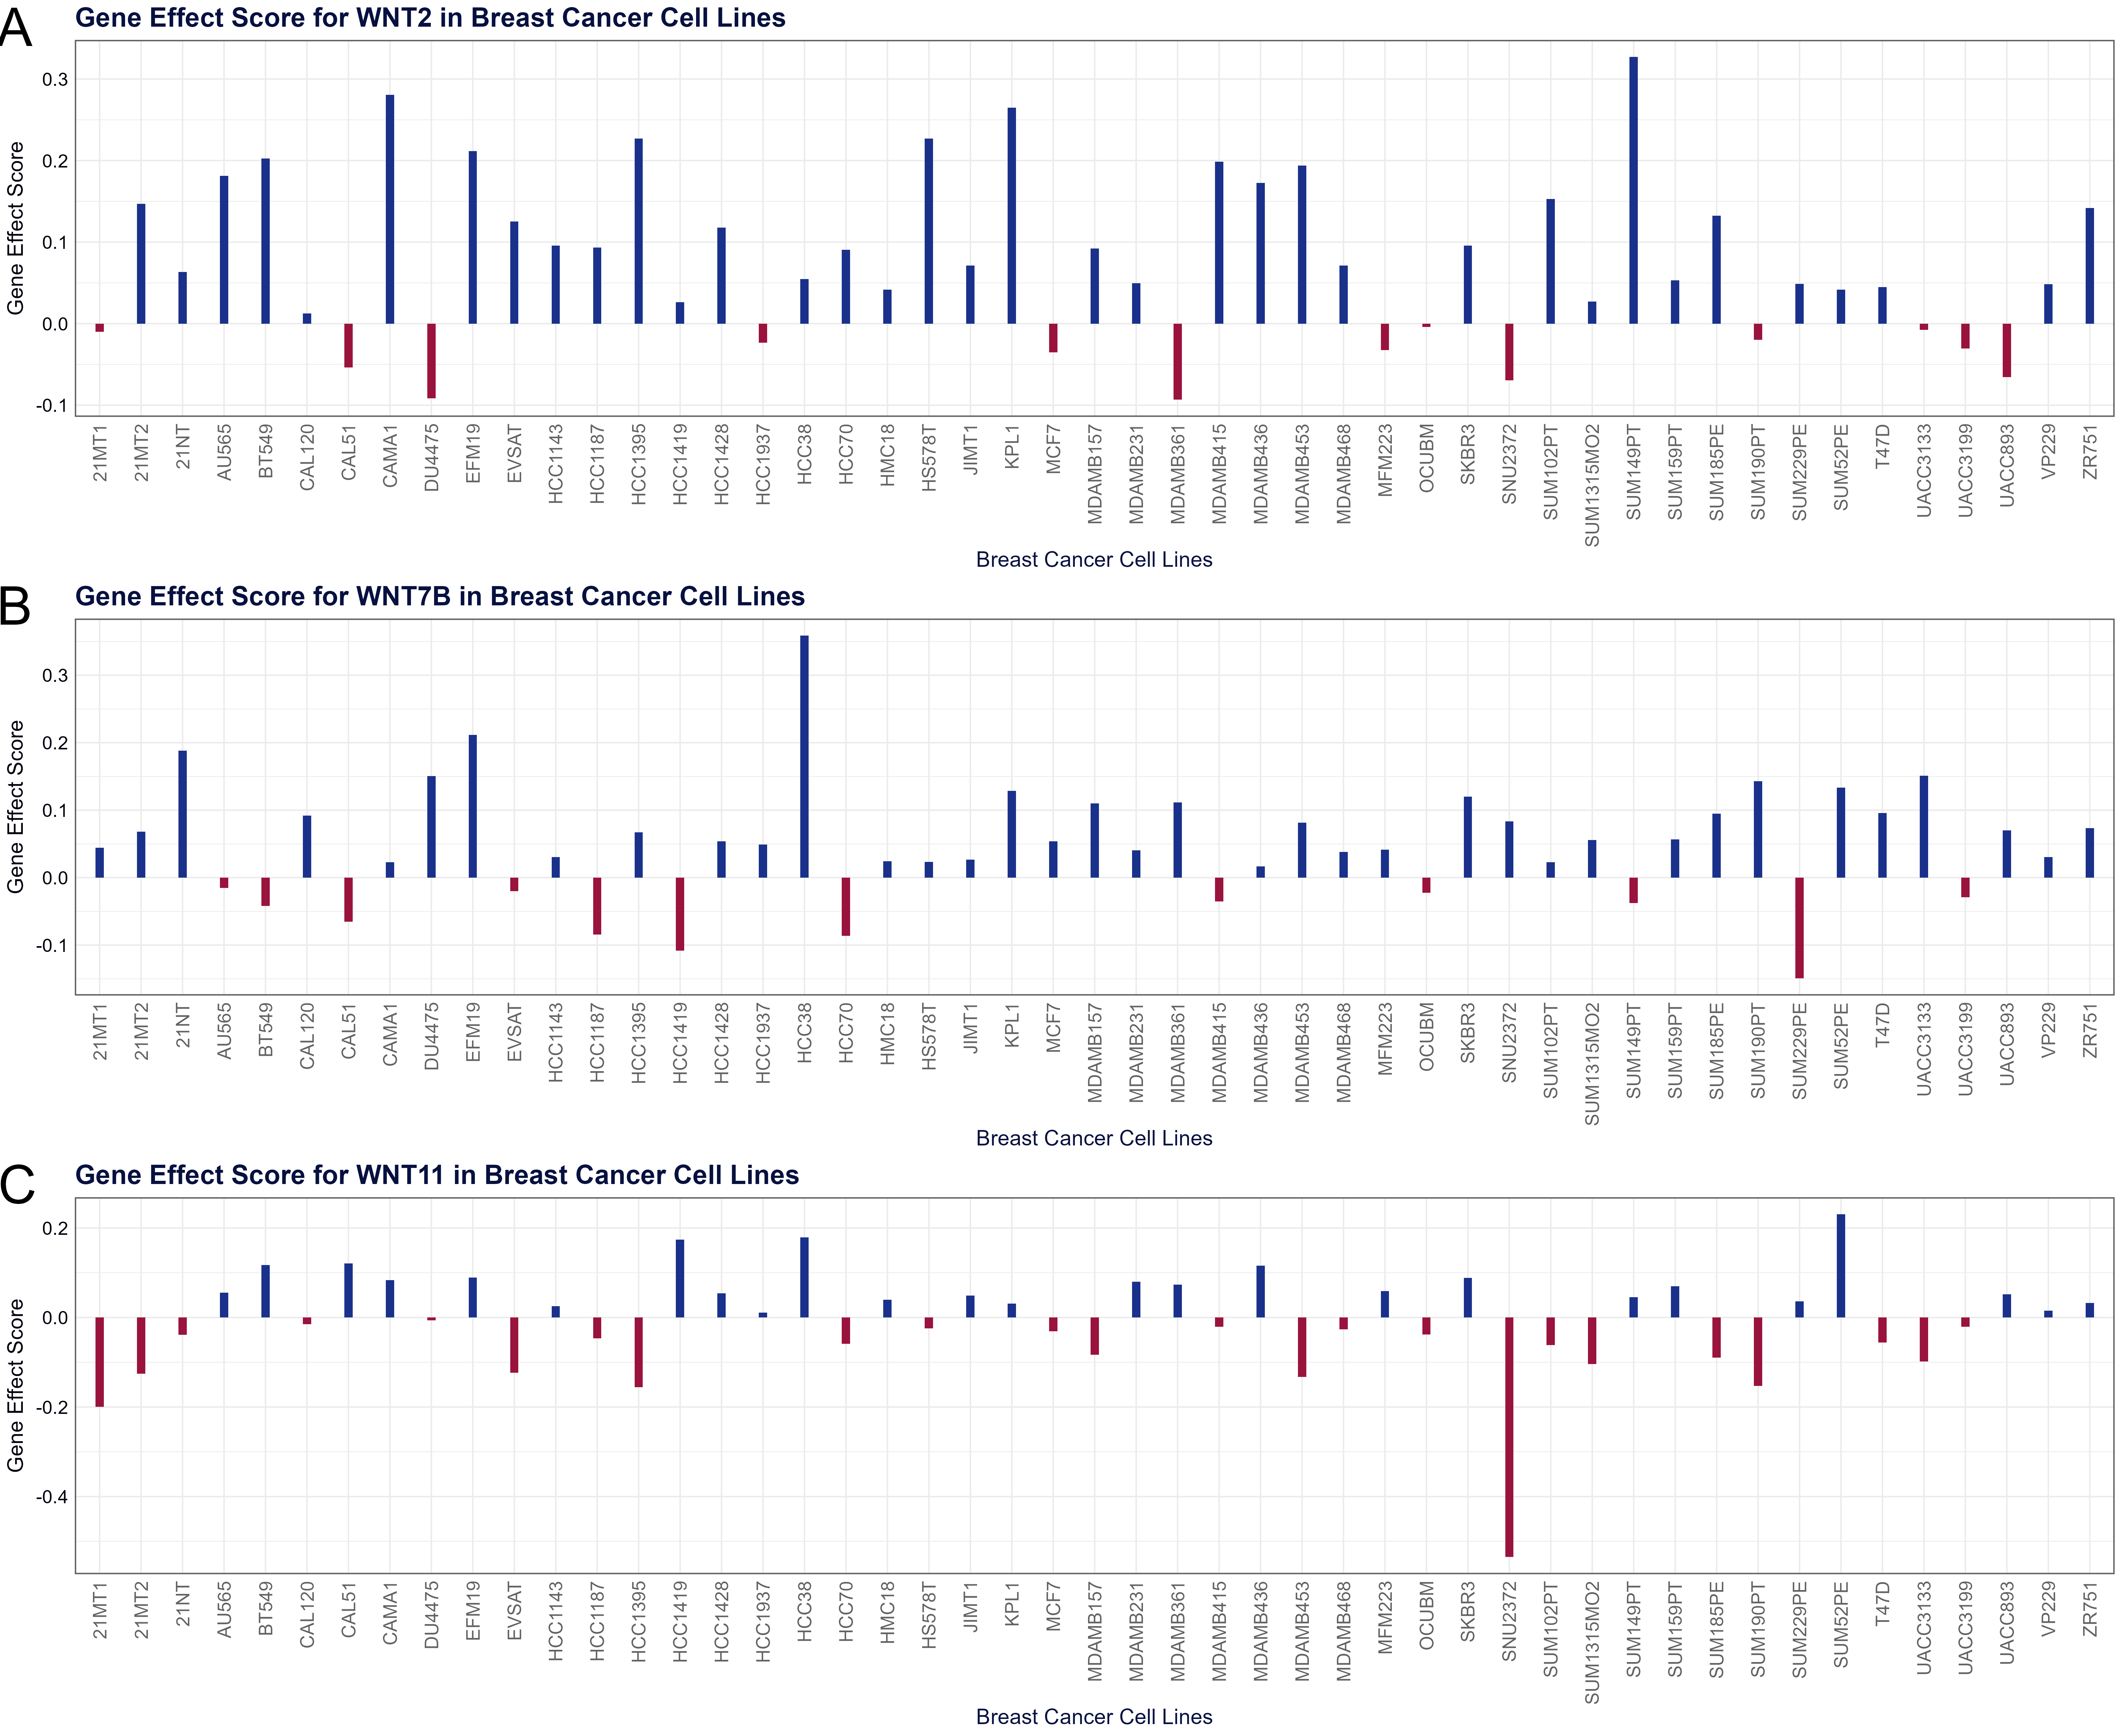 A
Gene Effect Score for WNT2 in Breast Cancer Cell Lines
Gene Effect Score
0.3
0.2
0.1
0.0
-0.1
21MT1
21MT2
21NT
AU565
BT549
CAL120
CAL51
CAMA1
DU4475
EFM19
EVSAT
HCC1143
HCC1187
HCC1395
HCC1419
HCC1428
HCC1937
HCC38
HCC70
HMC18
HS578T
JIMT1
KPL1
MCF7
MDAMB157
MDAMB231
MDAMB361
MDAMB415
MDAMB436
MDAMB453
MDAMB468
MFM223
OCUBM
SKBR3
SNU2372
SUM102PT
SUM1315MO2
SUM149PT
SUM159PT
SUM185PE
SUM190PT
SUM229PE
SUM52PE
T47D
UACC3133
UACC3199
UACC893
VP229
ZR751
Breast Cancer Cell Lines
B
Gene Effect Score for WNT7B in Breast Cancer Cell Lines
Gene Effect Score
0.3
0.2
0.1
0.0
-0.1
21MT1
21MT2
21NT
AU565
BT549
CAL120
CAL51
CAMA1
DU4475
EFM19
EVSAT
HCC1143
HCC1187
HCC1395
HCC1419
HCC1428
HCC1937
HCC38
HCC70
HMC18
HS578T
JIMT1
KPL1
MCF7
MDAMB157
MDAMB231
MDAMB361
MDAMB415
MDAMB436
MDAMB453
MDAMB468
MFM223
OCUBM
SKBR3
SNU2372
SUM102PT
SUM1315MO2
SUM149PT
SUM159PT
SUM185PE
SUM190PT
SUM229PE
SUM52PE
T47D
UACC3133
UACC3199
UACC893
VP229
ZR751
Breast Cancer Cell Lines
C
Gene Effect Score for WNT11 in Breast Cancer Cell Lines
Gene Effect Score
0.2
0.0
-0.2
-0.4
21MT1
21MT2
21NT
AU565
BT549
CAL120
CAL51
CAMA1
DU4475
EFM19
EVSAT
HCC1143
HCC1187
HCC1395
HCC1419
HCC1428
HCC1937
HCC38
HCC70
HMC18
HS578T
JIMT1
KPL1
MCF7
MDAMB157
MDAMB231
MDAMB361
MDAMB415
MDAMB436
MDAMB453
MDAMB468
MFM223
OCUBM
SKBR3
SNU2372
SUM102PT
SUM1315MO2
SUM149PT
SUM159PT
SUM185PE
SUM190PT
SUM229PE
SUM52PE
T47D
UACC3133
UACC3199
UACC893
VP229
ZR751
Breast Cancer Cell Lines